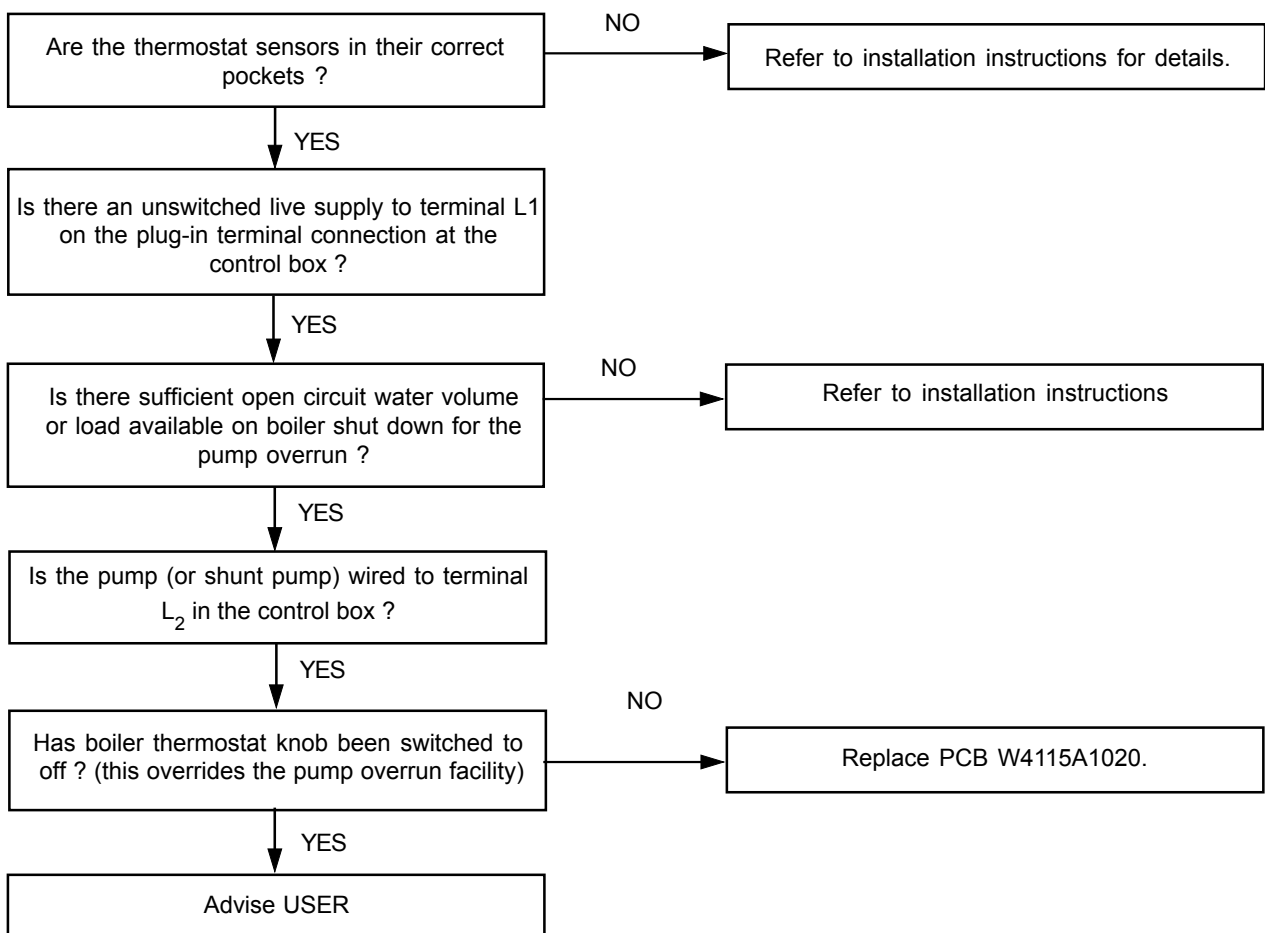 Are the thermostat sensors in their correct
pockets ?
NO
Refer to installation instructions for details.
YES
Is there an unswitched live supply to terminal L1
on the plug-in terminal connection at the
control box ?
YES
Is there sufficient open circuit water volume
or load available on boiler shut down for the
pump overrun ?
NO
Refer to installation instructions
YES
Is the pump (or shunt pump) wired to terminal
L2 in the control box ?
YES
Has boiler thermostat knob been switched to
off ? (this overrides the pump overrun facility)
NO
Replace PCB W4115A1020.
YES
Advise USER